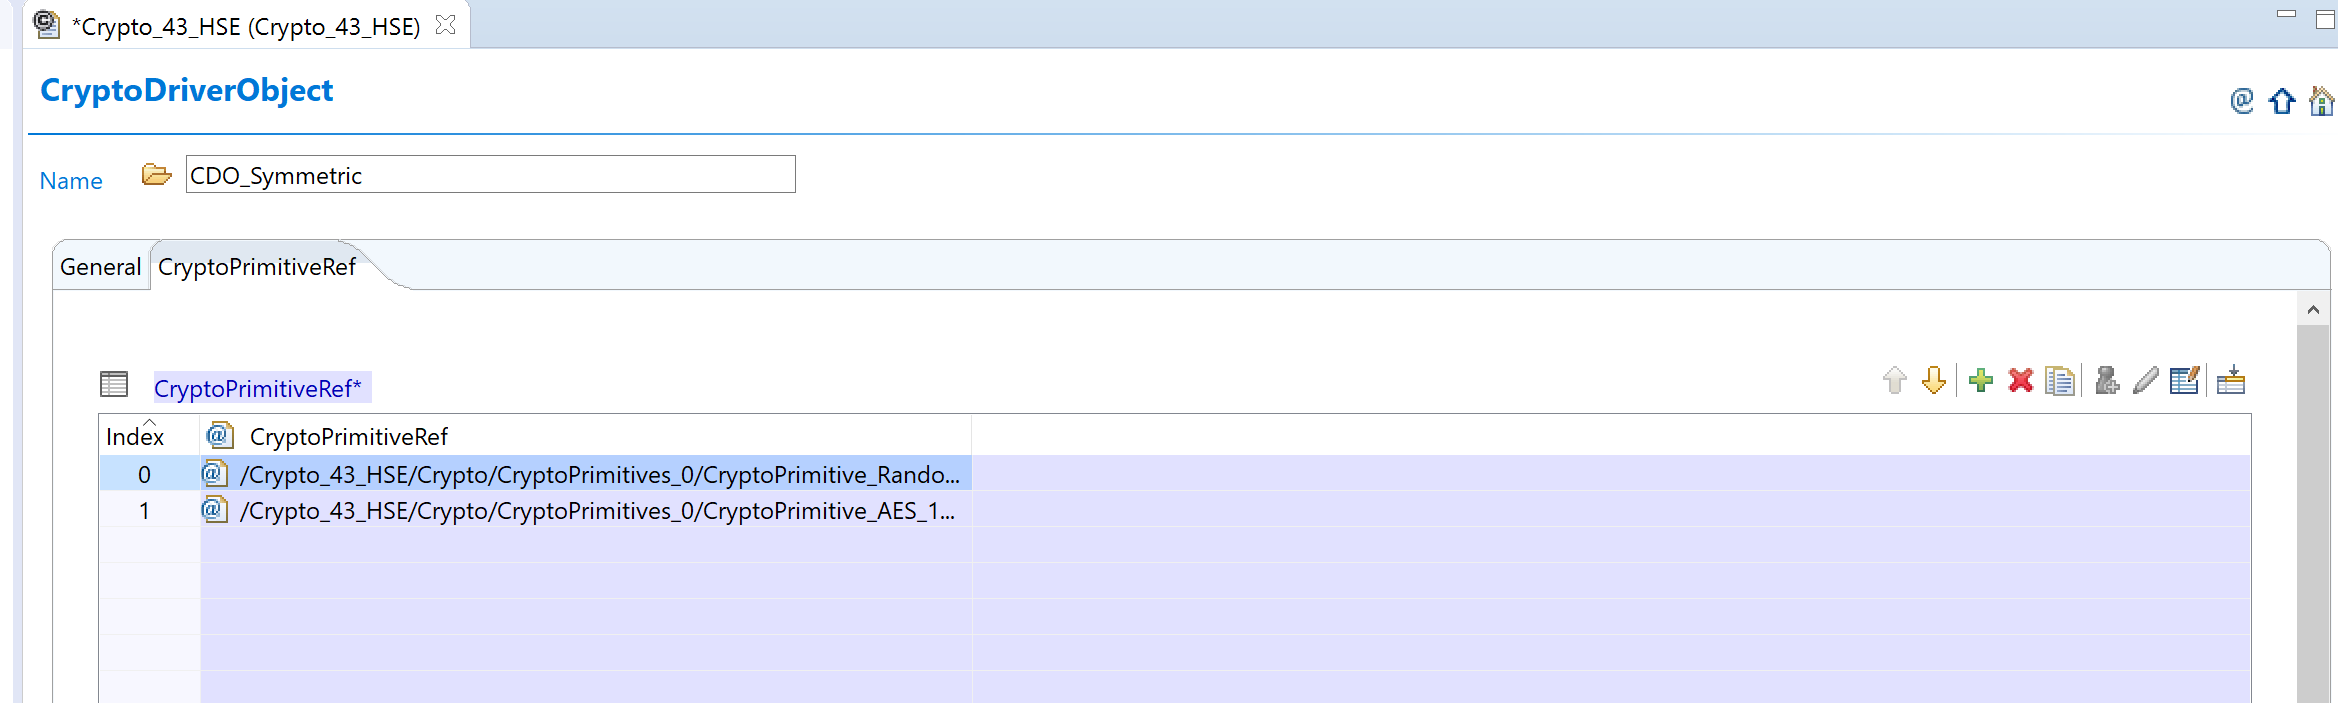 *Crypto_43_HSE (Crypto_43_HSE)
CryptoDriverObject
Name CDO_Symmetric
General CryptoPrimitiveRef
CryptoPrimitiveRef*
Index CryptoPrimitiveRef
0 /Crypto_43_HSE/Crypto/CryptoPrimitives_0/CryptoPrimitive_Rando...
1 /Crypto_43_HSE/Crypto/CryptoPrimitives_0/CryptoPrimitive_AES_1...